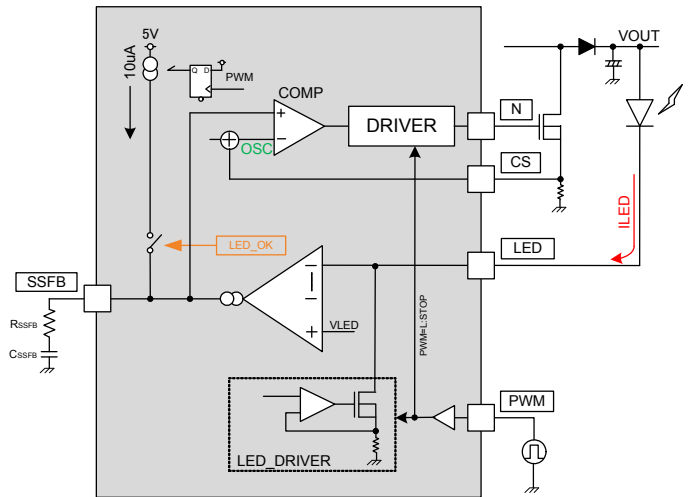 5V
10uA
Q D
PWM
COMP
+
−
OSC
DRIVER
N
CS
VOUT
ILED
LED_OK
LED
SSFB
RSSFB
CSSFB
+
VLED
PWM=L:STOP
PWM
LED_DRIVER